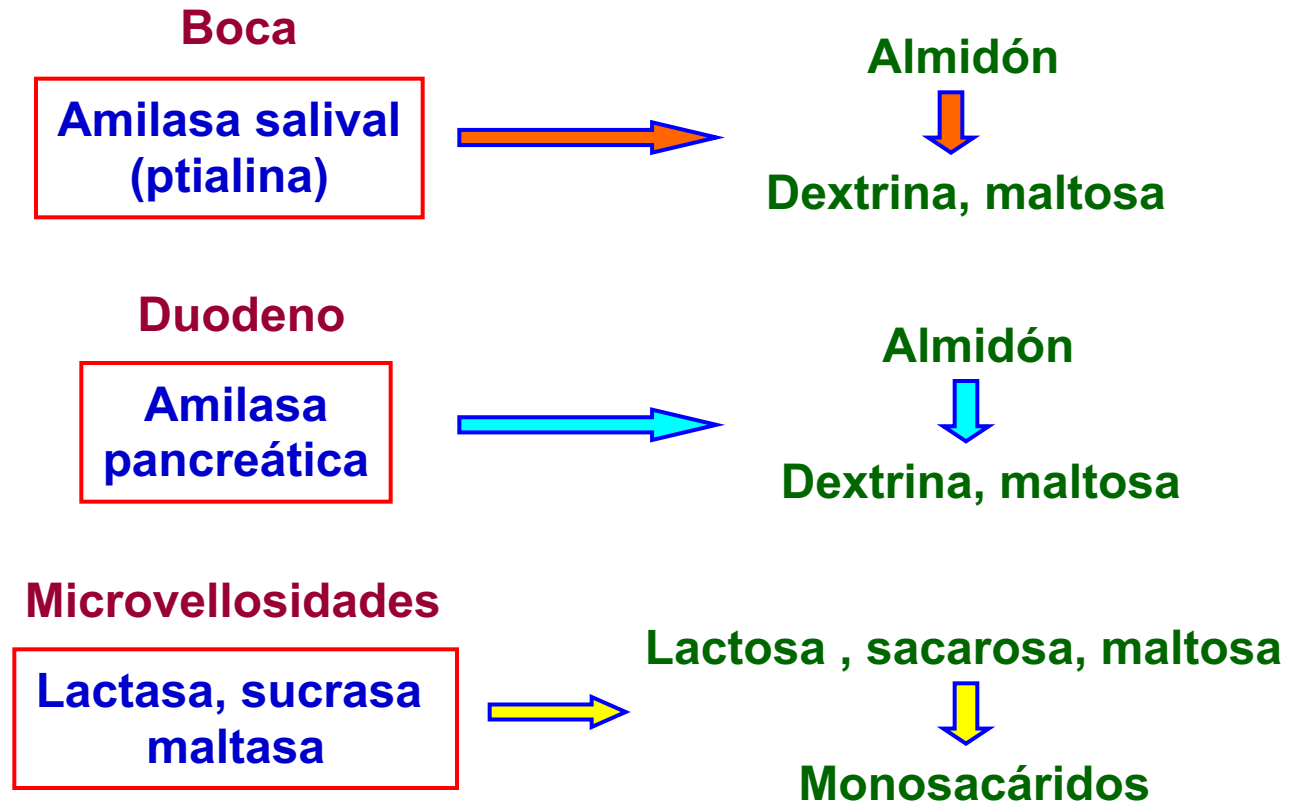 Boca
Amilasa salival
(ptialina)
Almidón
Dextrina, maltosa
Duodeno
Amilasa
pancreática
Almidón
Dextrina, maltosa
Microvellosidades
Lactasa, sucrasa
maltasa
Lactosa , sacarosa, maltosa
Monosacáridos